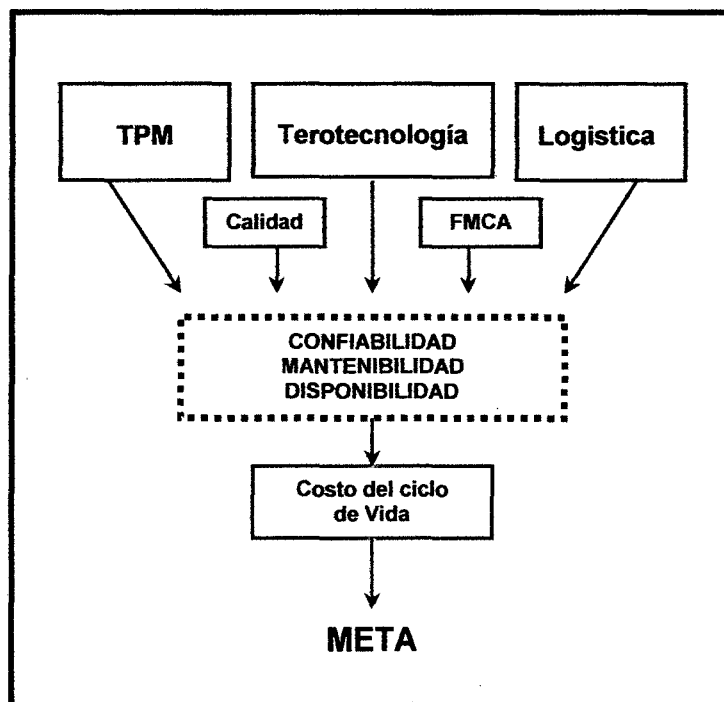 TPM
Terotecnología
Logistica
Calidad
FMCA
CONFIABILIDAD
MANTENIBILIDAD
DISPONIBILIDAD
Costo del ciclo
de Vida
META